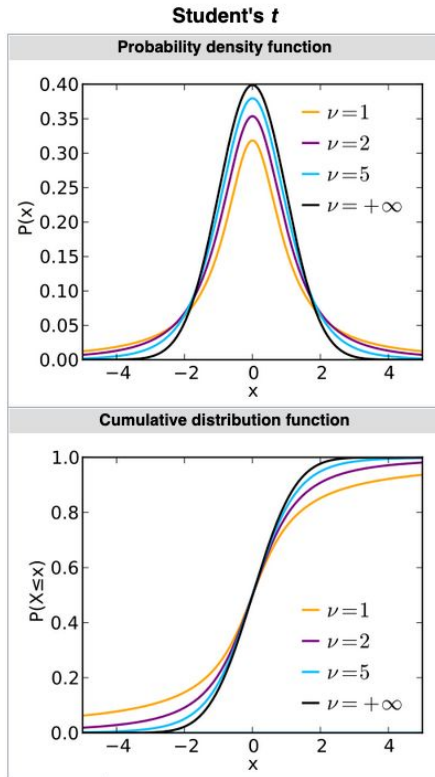 Student's t
Probability density function
0.40
0.35
0.30
0.25
0.20
0.15
0.10
0.05
0.00
P(x)
ν=1
ν=2
ν=5
ν=+∞
−4 −2 0 2 4
x
Cumulative distribution function
1.0
0.8
0.6
0.4
0.2
0.0
P(X≤x)
ν=1
ν=2
ν=5
ν=+∞
−4 −2 0 2 4
x